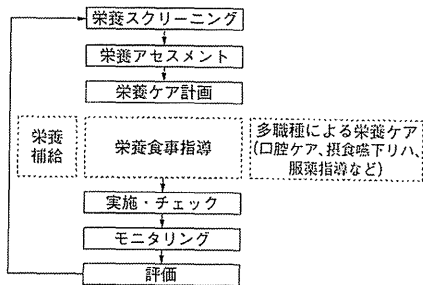 栄養スクリーニング
栄養アセスメント
栄養ケア計画
栄養
補給
栄養食事指導
多職種による栄養ケア
(口腔ケア、摂食嚥下リハ、
服薬指導など)
実施・チェック
モニタリング
評価